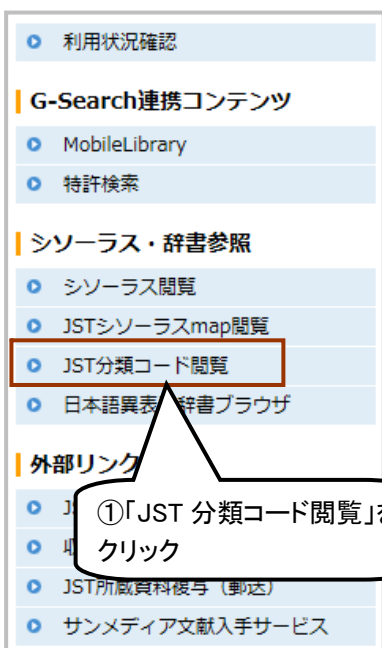 利用状況確認
G-Search連携コンテンツ
MobileLibrary
特許検索
シソーラス・辞書参照
シソーラス閲覧
JSTシソーラスmap閲覧
JST分類コード閲覧
日本語異表 辞書ブラウザ
外部リンク
①「JST 分類コード閲覧」を
クリック
JST所蔵資料複写（郵送）
サンメディア文献入手サービス